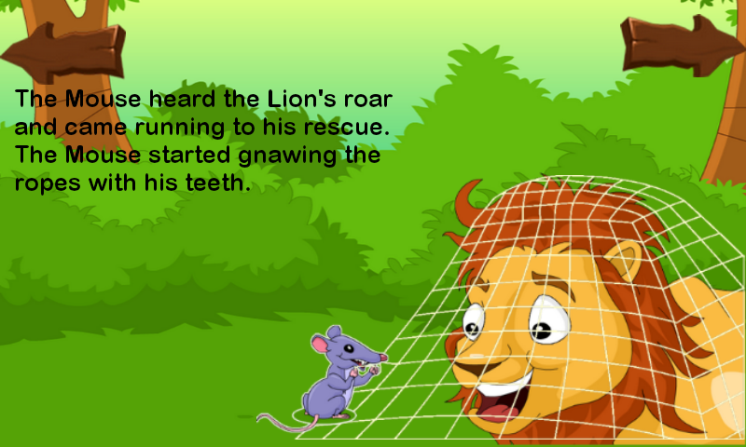 The Mouse heard the Lion's roar
and came running to his rescue.
The Mouse started gnawing the
ropes with his teeth.